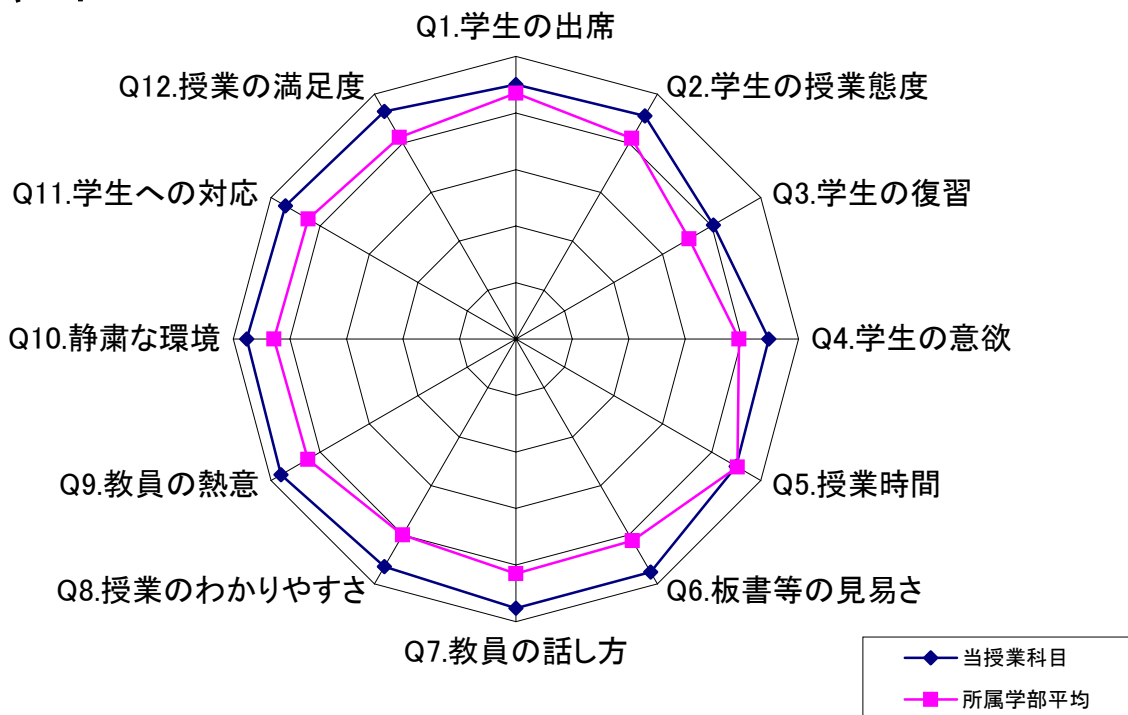 Q1.学生の出席
Q2.学生の授業態度
Q3.学生の復習
Q4.学生の意欲
Q5.授業時間
Q6.板書等の見易さ
Q7.教員の話し方
Q8.授業のわかりやすさ
Q9.教員の熱意
Q10.静粛な環境
Q11.学生への対応
Q12.授業の満足度
当授業科目
所属学部平均